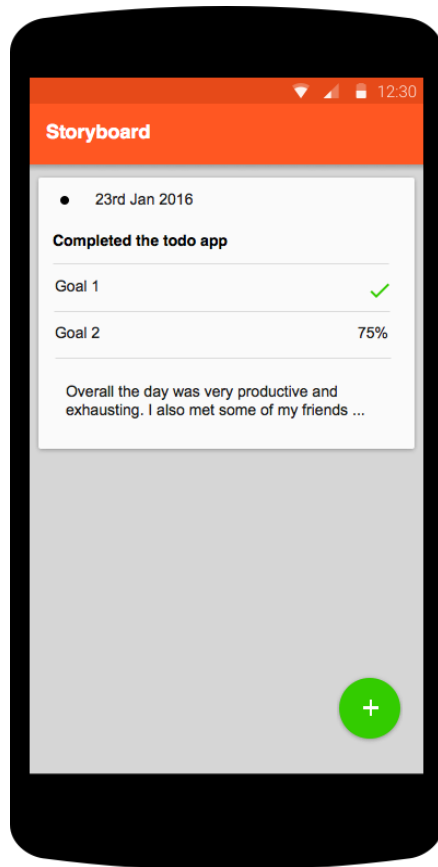 12:30
Storyboard
23rd Jan 2016
Completed the todo app
Goal 1
Goal 2 75%
Overall the day was very productive and
exhausting. I also met some of my friends ...
+